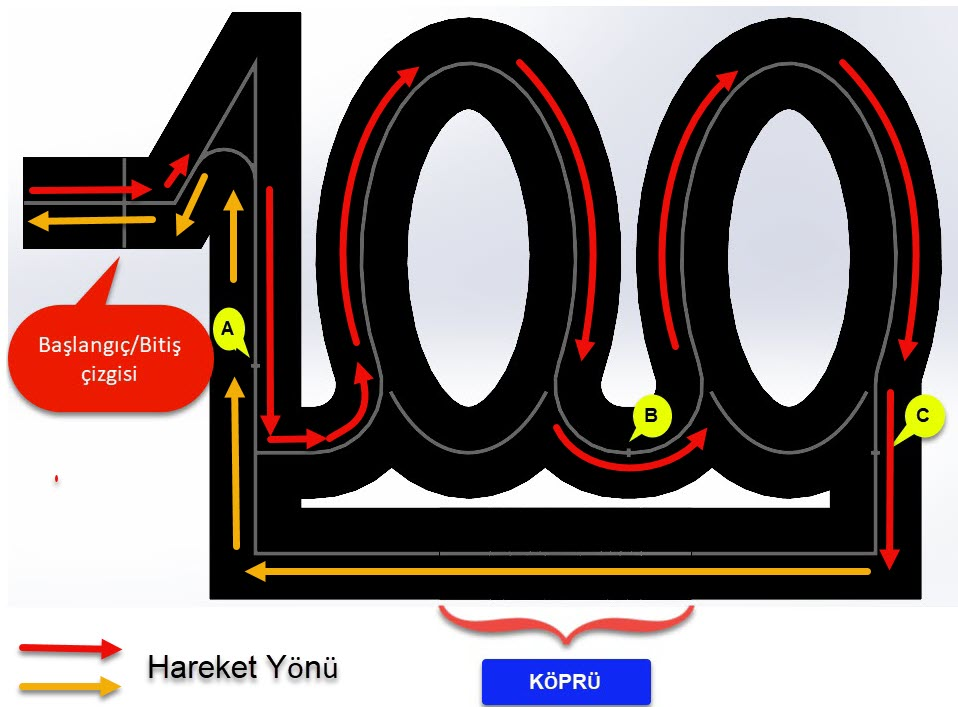 A
Başlangıç/Bitiş
çizgisi
B
C
Hareket Yönü
KÖPRÜ